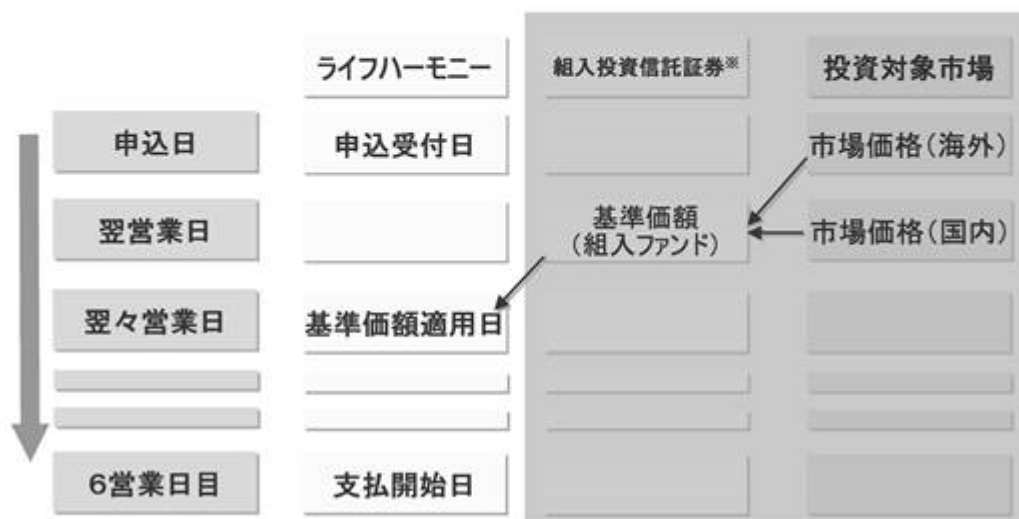 ライフハーモニー
組入投資信託証券※
投資対象市場
申込日
申込受付日
市場価格(海外)
翌営業日
基準価額
(組入ファンド)
市場価格(国内)
翌々営業日
基準価額適用日
6営業日目
支払開始日